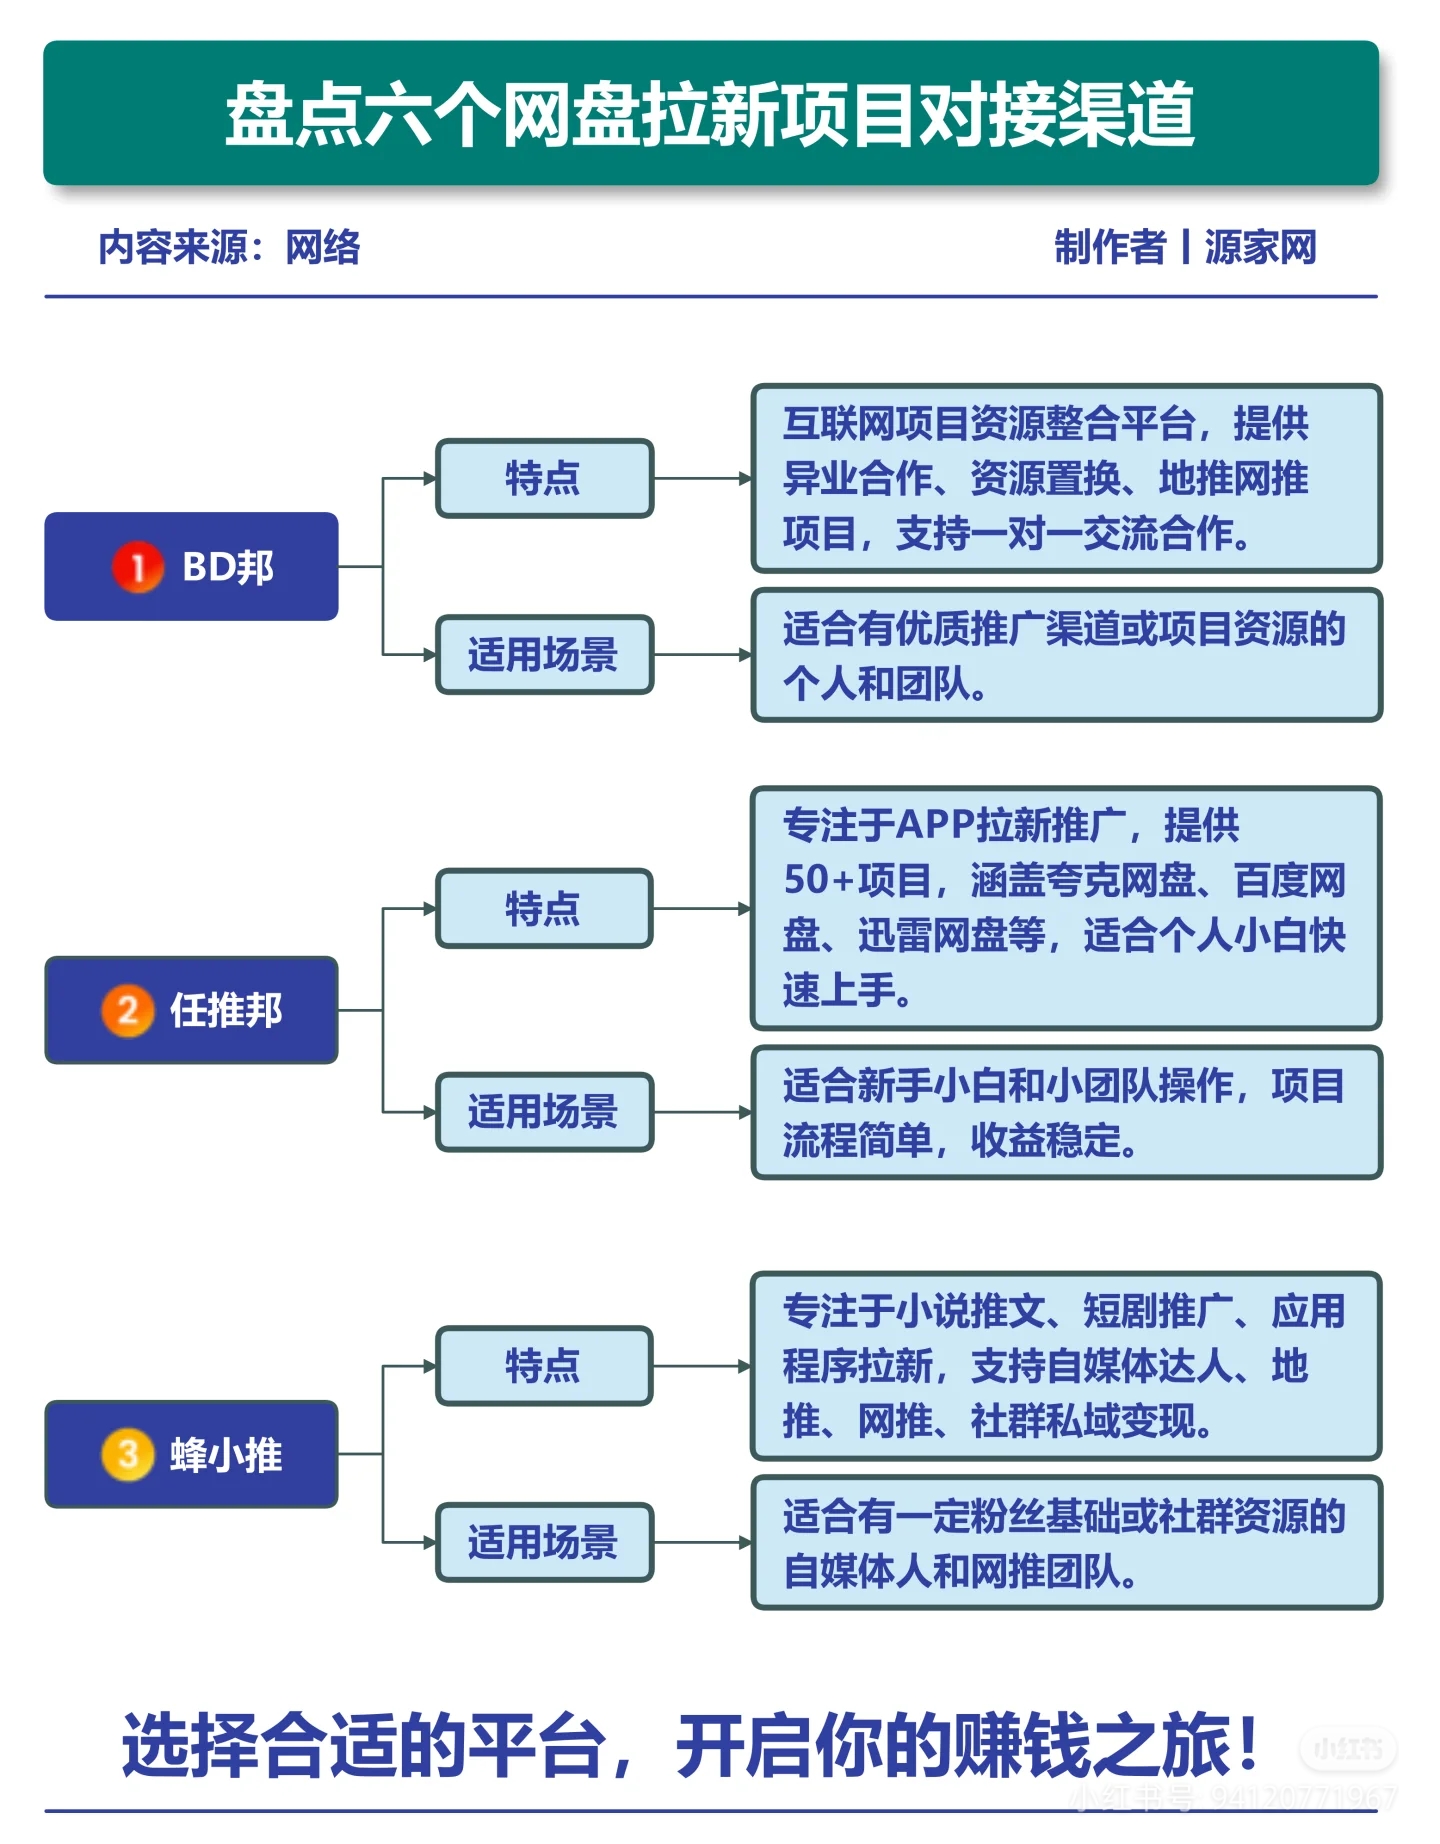 盘点六个网盘拉新项目对接渠道
内容来源：网络
制作者丨源家网
特点
互联网项目资源整合平台，提供
异业合作、资源置换、地推网推
项目，支持一对一交流合作。
1 BD邦
适用场景
适合有优质推广渠道或项目资源的
个人和团队。
特点
专注于APP拉新推广，提供
50+项目，涵盖夸克网盘、百度网
盘、迅雷网盘等，适合个人小白快
速上手。
2 任推邦
适用场景
适合新手小白和小团队操作，项目
流程简单，收益稳定。
特点
专注于小说推文、短剧推广、应用
程序拉新，支持自媒体达人、地
推、网推、社群私域变现。
3 蜂小推
适用场景
适合有一定粉丝基础或社群资源的
自媒体人和网推团队。
选择合适的平台，开启你的赚钱之旅！
小红书
小红书号 94120771967